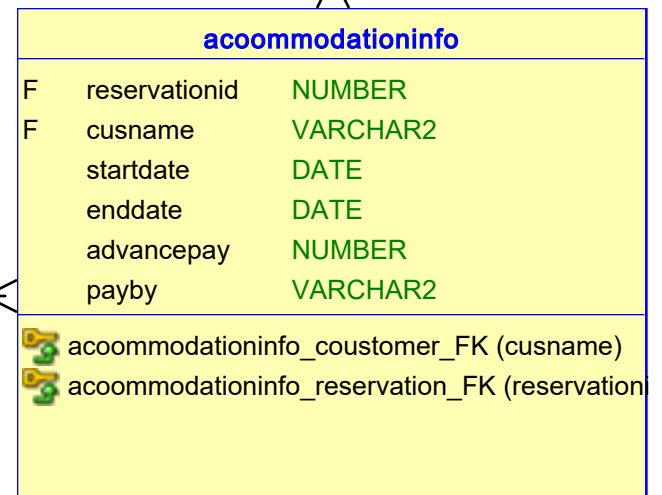 acoommodationinfo
F reservationid NUMBER
F cusname VARCHAR2
startdate DATE
enddate DATE
advancepay NUMBER
payby VARCHAR2
acoommodationinfo_coustomer_FK (cusname)
acoommodationinfo_reservation_FK (reservationi